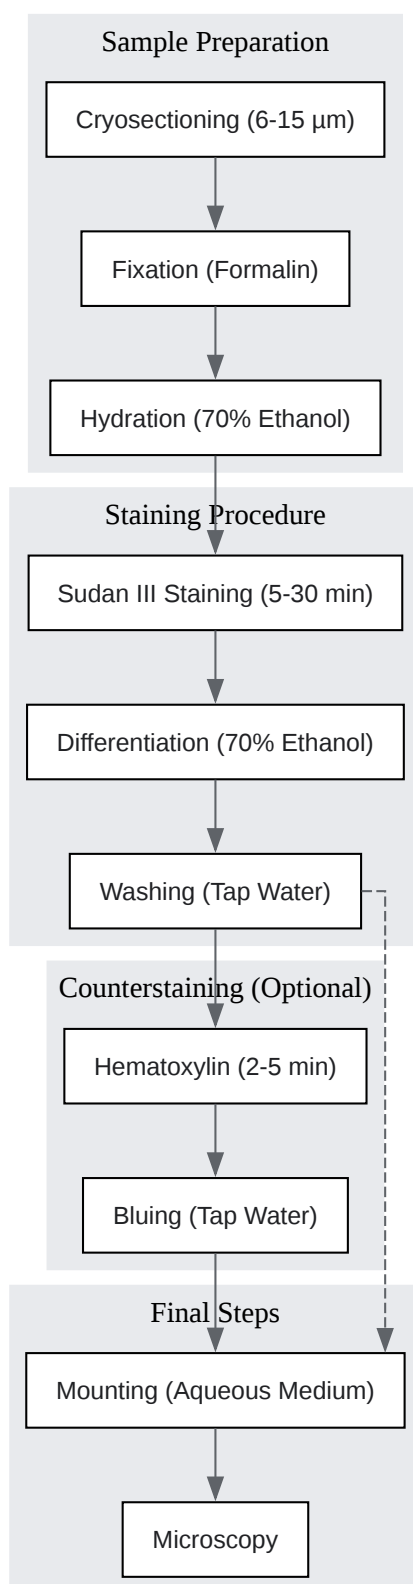 Sample Preparation
Cryosectioning (6-15 µm)
Fixation (Formalin)
Hydration (70% Ethanol)
Staining Procedure
Sudan III Staining (5-30 min)
Differentiation (70% Ethanol)
Washing (Tap Water)
Counterstaining (Optional)
Hematoxylin (2-5 min)
Bluing (Tap Water)
Final Steps
Mounting (Aqueous Medium)
Microscopy